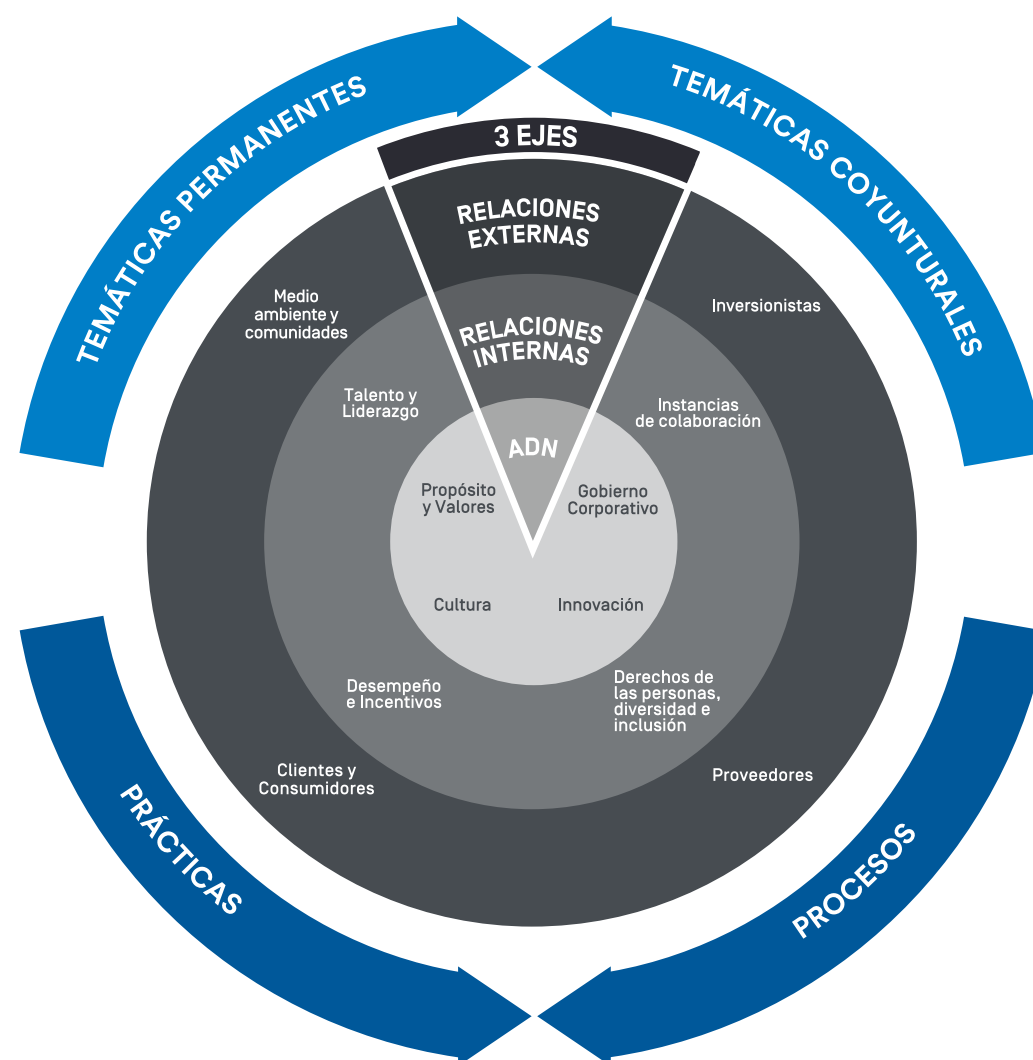 TEMÁTICAS PERMANENTES
TEMÁTICAS COYUNTURALES
3 EJES
RELACIONES
EXTERNAS
Medio
ambiente y
comunidades
Inversionistas
RELACIONES
INTERNAS
Talento y
Liderazgo
Instancias
de colaboración
ADN
Propósito
y Valores
Gobierno
Corporativo
Cultura
Innovación
Desempeño
e Incentivos
Derechos de
las personas,
diversidad e
inclusión
Clientes y
Consumidores
Proveedores
PRÁCTICAS
PROCESOS